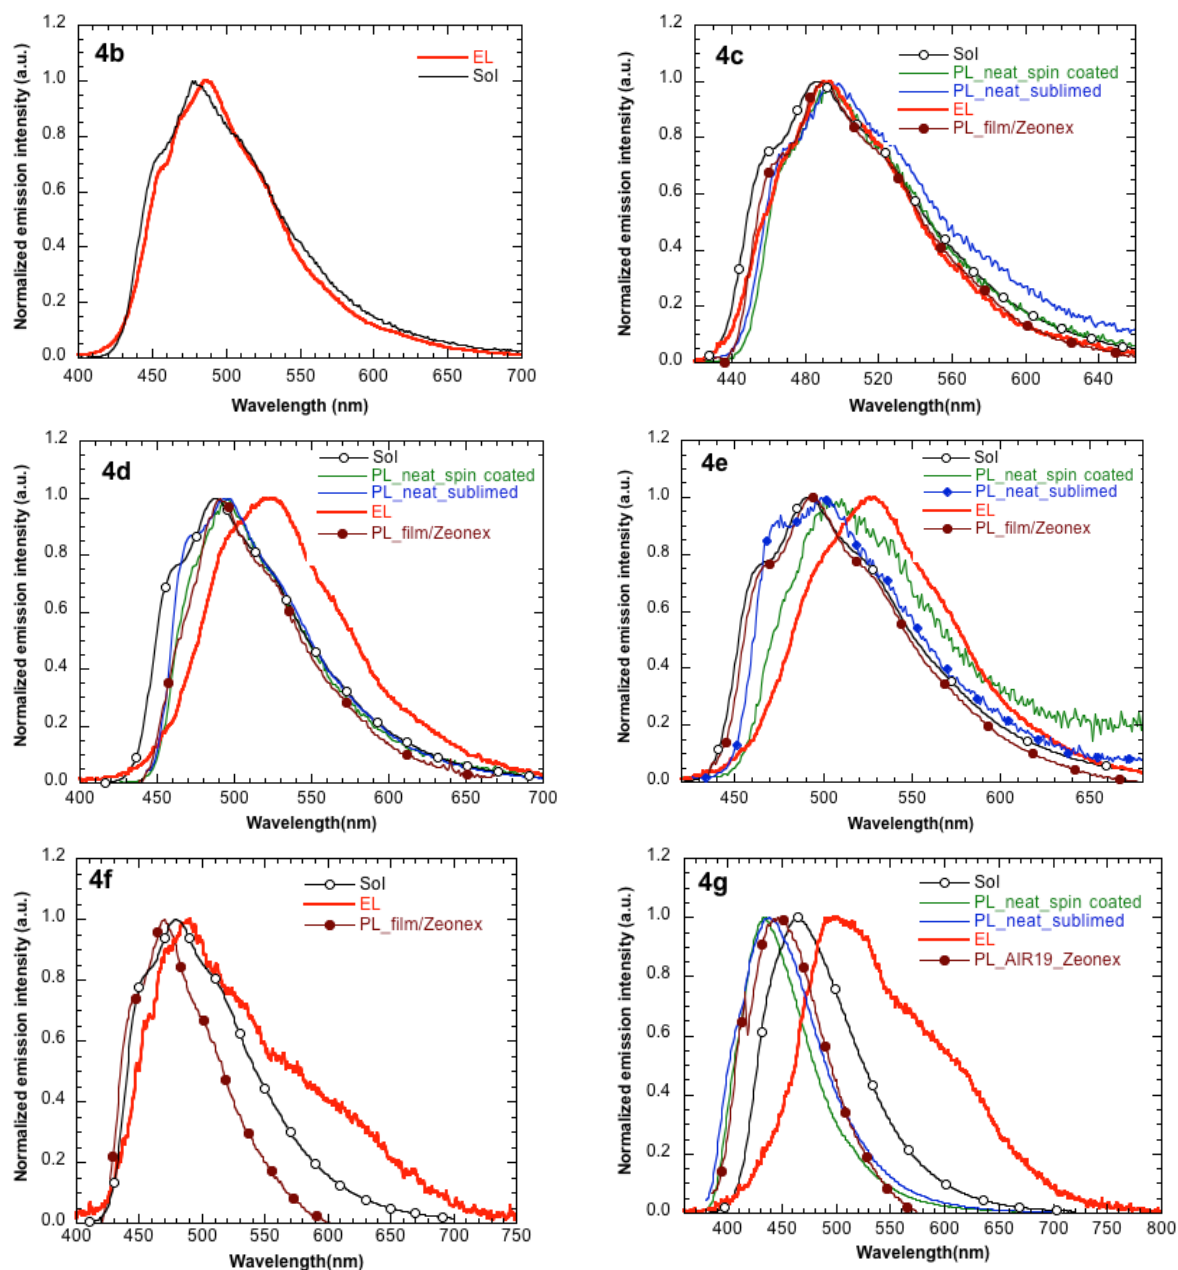 4b
EL
Sol
Normalized emission intensity (a.u.)
1.2
1.0
0.8
0.6
0.4
0.2
0.0
400 450 500 550 600 650 700
Wavelength (nm)
4c
Sol
PL_neat_spin coated
PL_neat_sublimed
EL
PL_film/Zeonex
Normalized emission intensity (a.u.)
1.2
1.0
0.8
0.6
0.4
0.2
0.0
440 480 520 560 600 640
Wavelength (nm)
4d
Sol
PL_neat_spin coated
PL_neat_sublimed
EL
PL_film/Zeonex
Normalized emission intensity (a.u.)
1.2
1.0
0.8
0.6
0.4
0.2
0.0
400 450 500 550 600 650 700
Wavelength(nm)
4e
Sol
PL_neat_spin coated
PL_neat_sublimed
EL
PL_film/Zeonex
Normalized emission intensity (a.u.)
1.2
1.0
0.8
0.6
0.4
0.2
0.0
450 500 550 600 650
Wavelength(nm)
4f
Sol
EL
PL_film/Zeonex
Normalized emission intensity (a.u.)
1.2
1.0
0.8
0.6
0.4
0.2
0.0
400 450 500 550 600 650 700 750
Wavelength(nm)
4g
Sol
PL_neat_spin coated
PL_neat_sublimed
EL
PL_AIR19_Zeonex
Normalized emission intensity (a.u.)
1.2
1.0
0.8
0.6
0.4
0.2
0.0
400 450 500 550 600 650 700 750 800
Wavelength(nm)